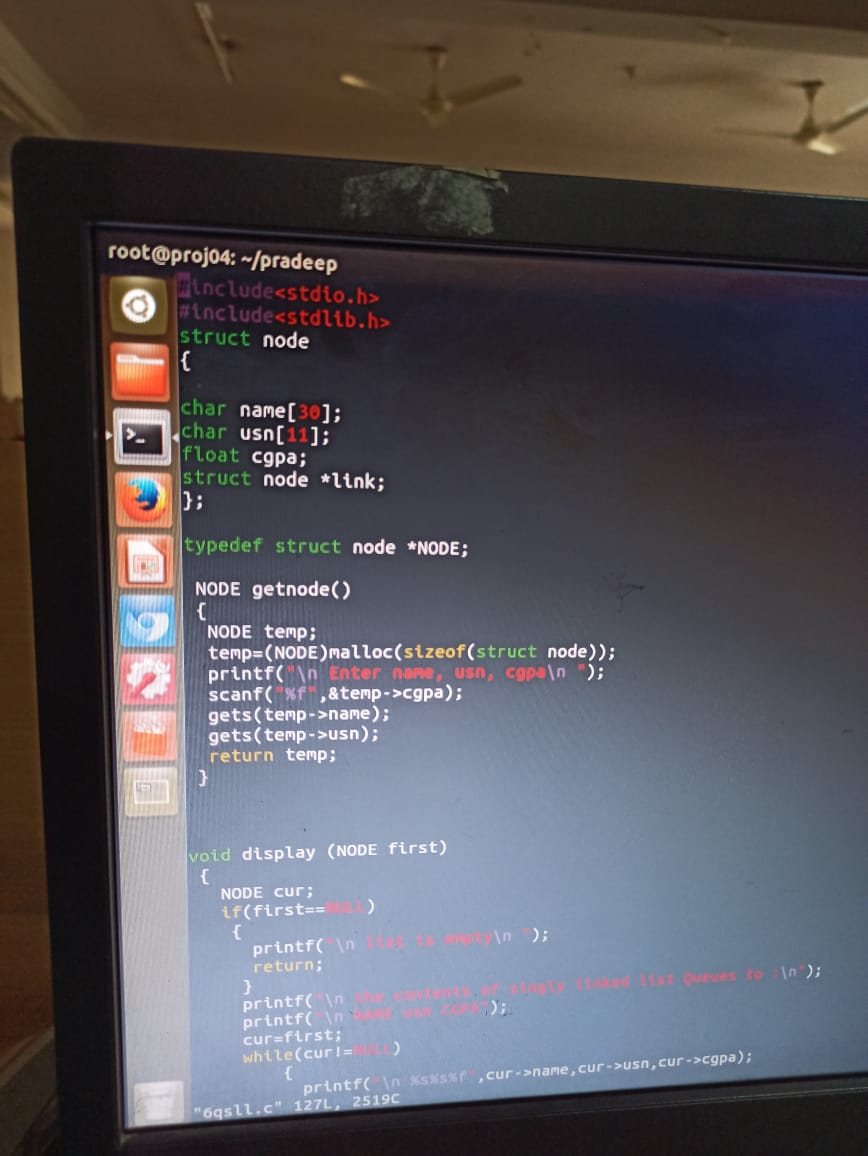 root@proj04: ~/pradeep
#include<stdio.h>
#include<stdlib.h>
struct node
{
char name[30];
char usn[11];
float cgpa;
struct node *link;
};
typedef struct node *NODE;
NODE getnode()
{
NODE temp;
temp=(NODE)malloc(sizeof(struct node));
printf("\n Enter name, usn, cgpa\n ");
scanf("%f",&temp->cgpa);
gets(temp->name);
gets(temp->usn);
return temp;
}
void display (NODE first)
{
NODE cur;
if(first==NULL)
{
printf("\n list is empty\n ");
return;
}
printf("\n the contents of singly linked list Queues to :\n");
printf("\n NAME usn CGPA");
cur=first;
while(cur!=NULL)
{
printf("\n %s%s%f",cur->name,cur->usn,cur->cgpa);
"6qsll.c" 127L, 2519C